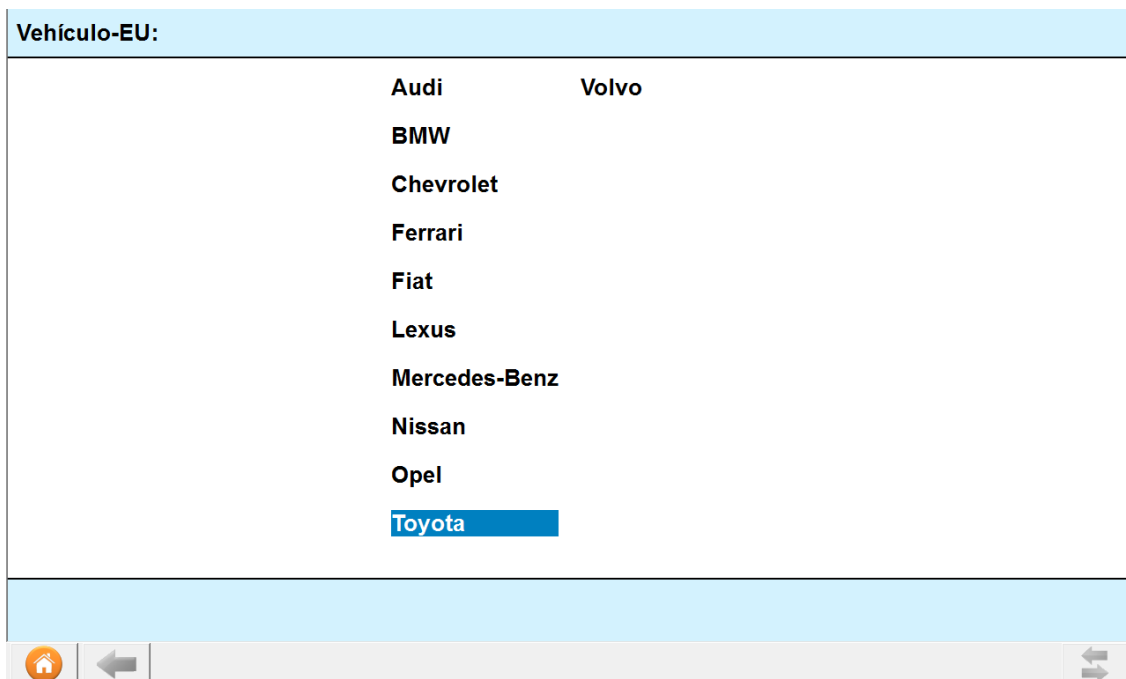 Vehículo-EU:
Audi
BMW
Chevrolet
Ferrari
Fiat
Lexus
Mercedes-Benz
Nissan
Opel
Toyota
Volvo